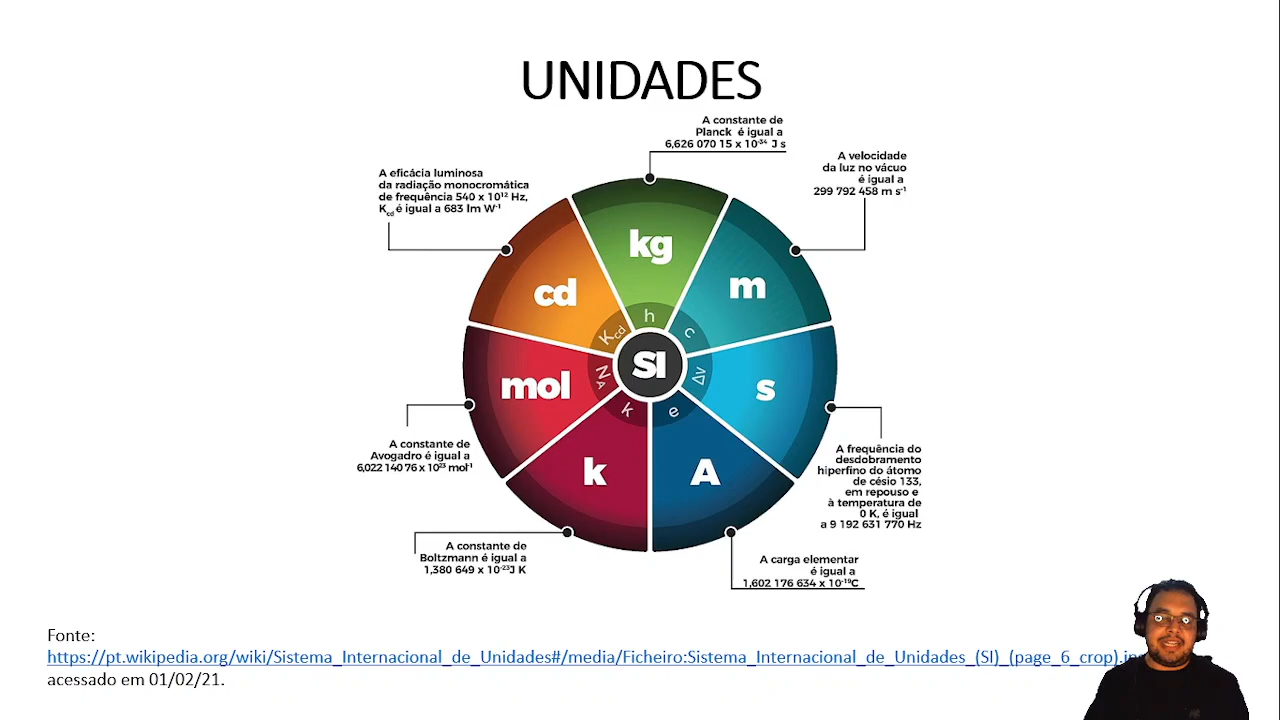 UNIDADES
A constante de
Planck é igual a
6,626 070 15 x 10⁻³⁴ J s
A velocidade
da luz no vácuo
é igual a
299 792 458 m s⁻¹
A eficácia luminosa
da radiação monocromática
de frequência 540 x 10¹² Hz,
Kcd é igual a 683 lm W⁻¹
kg
m
s
A
k
mol
cd
h
c
Δν
e
k
NA
Kcd
SI
A constante de
Avogadro é igual a
6,022 140 76 x 10²³ mol⁻¹
A frequência do
desdobramento
hiperfino do átomo
de césio 133,
em repouso e
à temperatura de
0 K, é igual
a 9 192 631 770 Hz
A constante de
Boltzmann é igual a
1,380 649 x 10⁻²³J K
A carga elementar
é igual a
1,602 176 634 x 10⁻¹⁹C
Fonte:
https://pt.wikipedia.org/wiki/Sistema_Internacional_de_Unidades#/media/Ficheiro:Sistema_Internacional_de_Unidades_(SI)_(page_6_crop).j
acessado em 01/02/21.